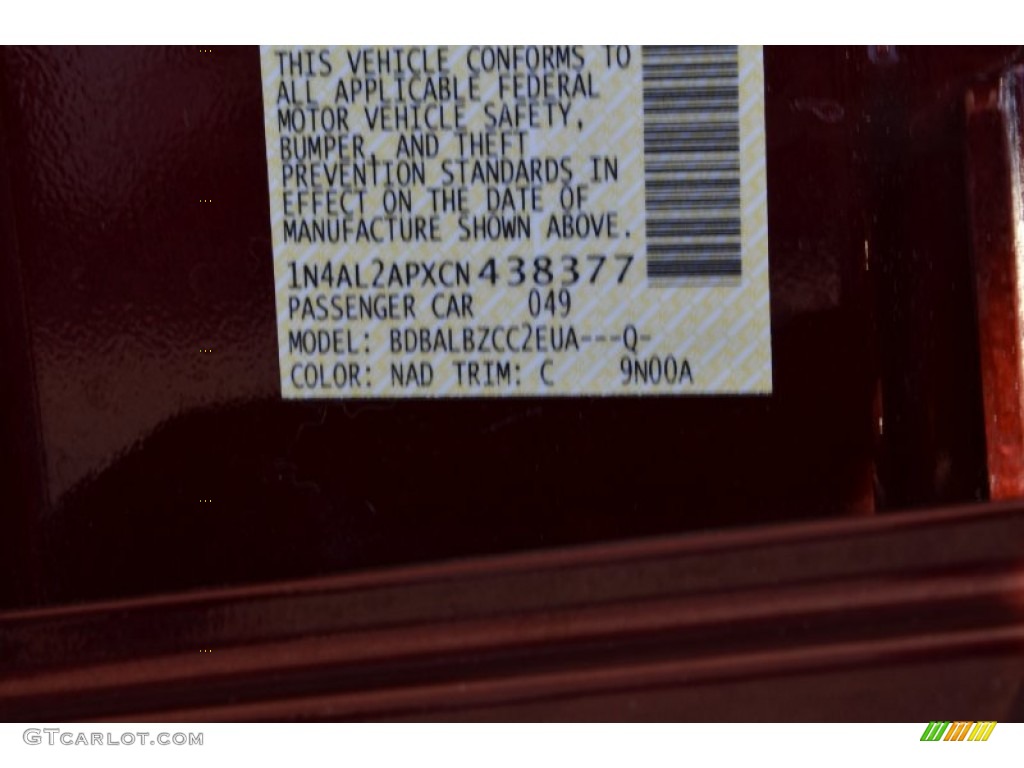 THIS VEHICLE CONFORMS TO
ALL APPLICABLE FEDERAL
MOTOR VEHICLE SAFETY,
BUMPER, AND THEFT
PREVENTION STANDARDS IN
EFFECT ON THE DATE OF
MANUFACTURE SHOWN ABOVE.
1N4AL2APXCN438377
PASSENGER CAR 049
MODEL: BDBALBZCC2EUA---Q-
COLOR: NAD TRIM: C 9N00A
GTCARLOT.COM